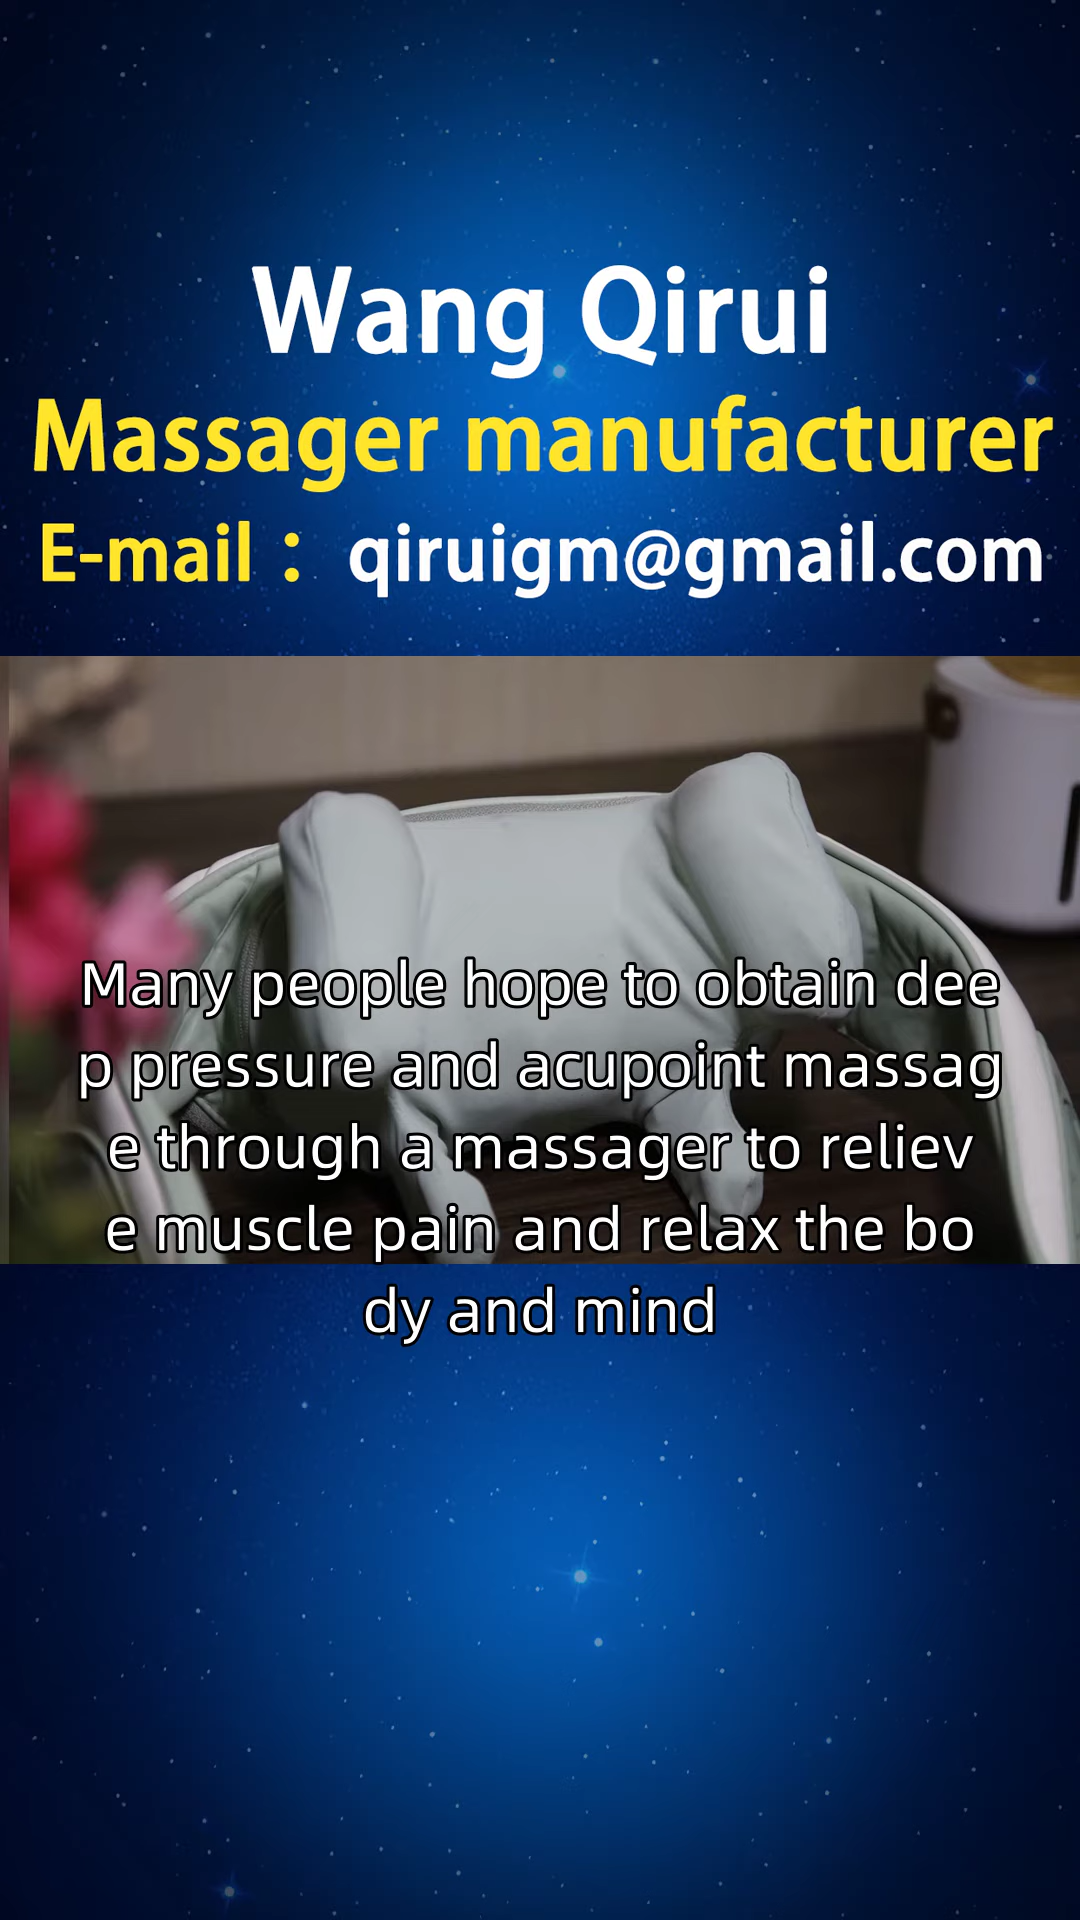 Wang Qirui
Massager manufacturer
E-mail： qiruigm@gmail.com
Many people hope to obtain dee
p pressure and acupoint massag
e through a massager to reliev
e muscle pain and relax the bo
dy and mind